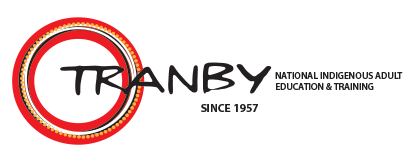 TRANBY
NATIONAL INDIGENOUS ADULT
EDUCATION & TRAINING
SINCE 1957